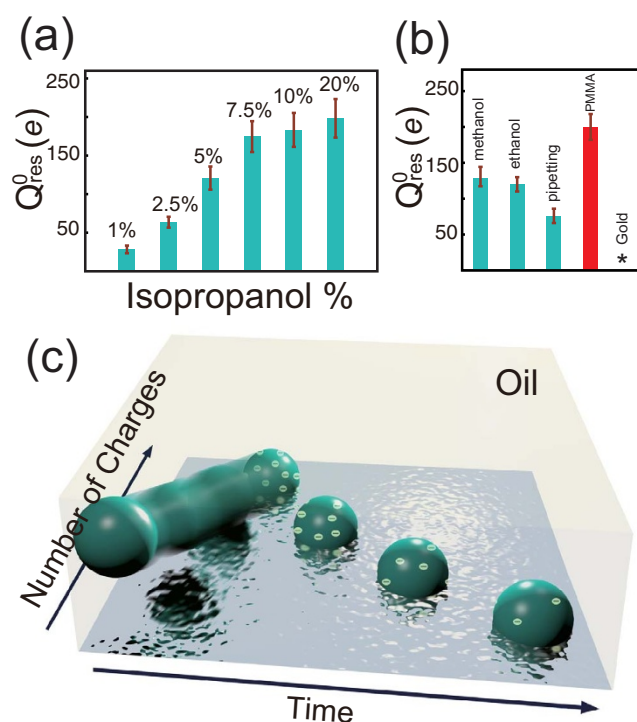 (a)
Q⁰res (e)
250
150
50
1%
2.5%
5%
7.5%
10%
20%
Isopropanol %
(b)
Q⁰res (e)
250
150
50
methanol
ethanol
pipetting
PMMA
Gold
*
(c)
Oil
Number of Charges
Time